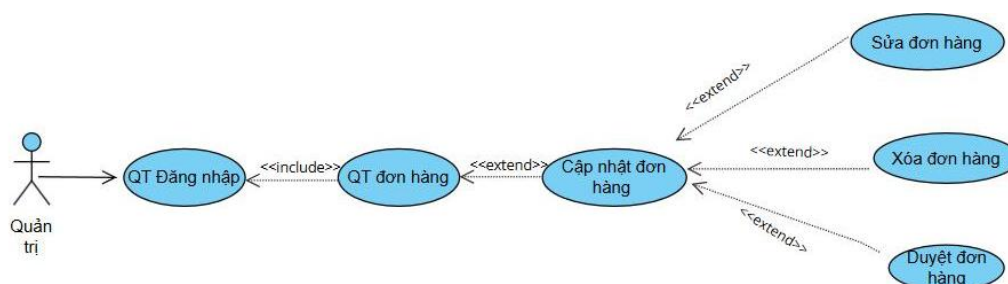 Sửa đơn hàng
<<extend>>
<<include>>
<<extend>>
<<extend>>
QT Đăng nhập
QT đơn hàng
Cập nhật đơn
hàng
Xóa đơn hàng
Quản
trị
<<extend>>
Duyệt đơn
hàng